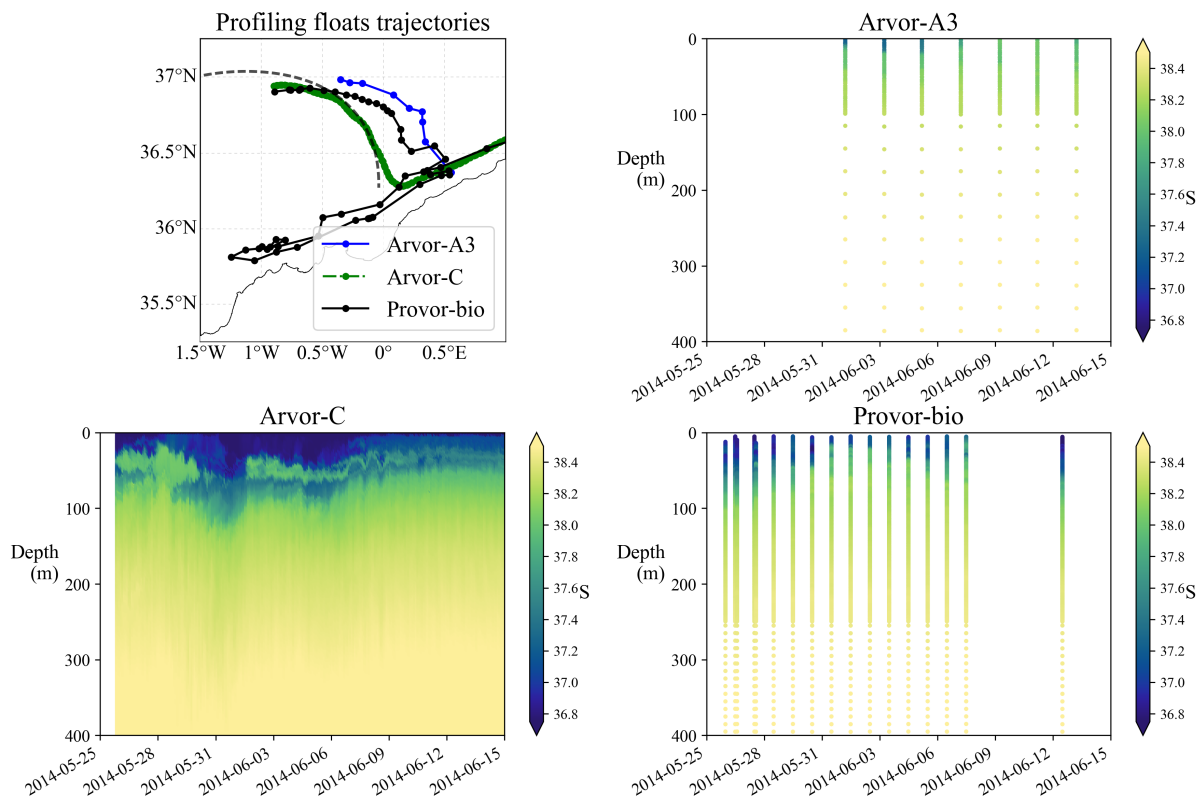 Profiling floats trajectories
37°N
36.5°N
36°N
35.5°N
1.5°W 1°W 0.5°W 0° 0.5°E
Arvor-A3
Arvor-C
Provor-bio
Arvor-A3
0
100
200
300
400
Depth
(m)
2014-05-25 2014-05-28 2014-05-31 2014-06-03 2014-06-06 2014-06-09 2014-06-12 2014-06-15
38.4
38.2
38.0
37.8
37.6
37.4
37.2
37.0
36.8
S
Arvor-C
0
100
200
300
400
Depth
(m)
2014-05-25 2014-05-28 2014-05-31 2014-06-03 2014-06-06 2014-06-09 2014-06-12 2014-06-15
38.4
38.2
38.0
37.8
37.6
37.4
37.2
37.0
36.8
S
Provor-bio
0
100
200
300
400
Depth
(m)
2014-05-25 2014-05-28 2014-05-31 2014-06-03 2014-06-06 2014-06-09 2014-06-12 2014-06-15
38.4
38.2
38.0
37.8
37.6
37.4
37.2
37.0
36.8
S